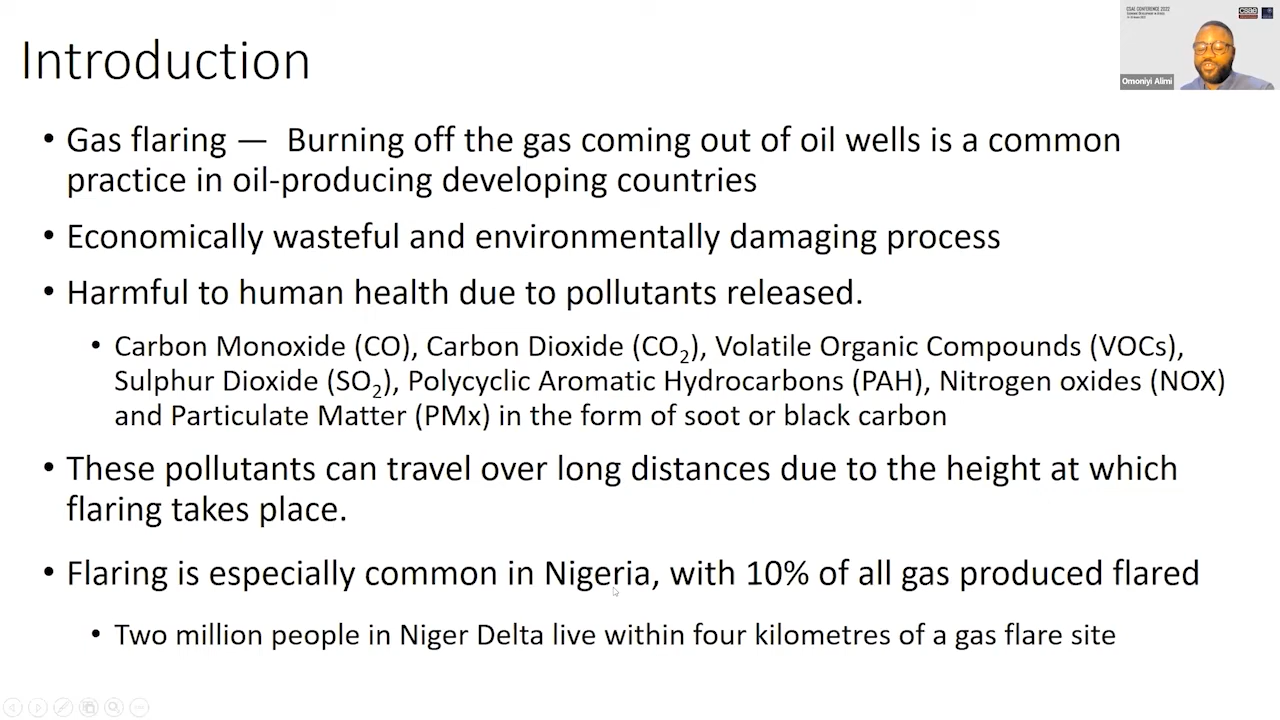 CSAE CONFERENCE 2022
Introduction
Omoniyi Alimi
• Gas flaring — Burning off the gas coming out of oil wells is a common
practice in oil-producing developing countries
• Economically wasteful and environmentally damaging process
• Harmful to human health due to pollutants released.
• Carbon Monoxide (CO), Carbon Dioxide (CO₂), Volatile Organic Compounds (VOCs),
Sulphur Dioxide (SO₂), Polycyclic Aromatic Hydrocarbons (PAH), Nitrogen oxides (NOX)
and Particulate Matter (PMx) in the form of soot or black carbon
• These pollutants can travel over long distances due to the height at which
flaring takes place.
• Flaring is especially common in Nigeria, with 10% of all gas produced flared
• Two million people in Niger Delta live within four kilometres of a gas flare site